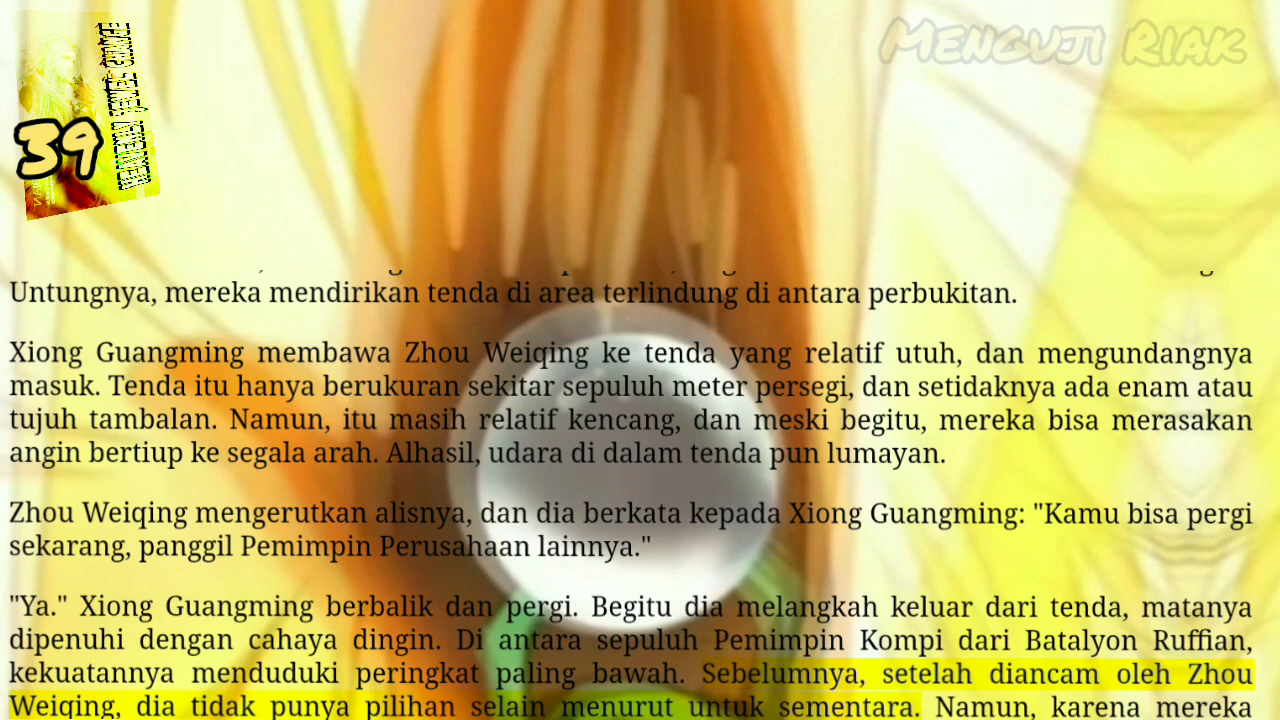 Menguji Riak
39
Untungnya, mereka mendirikan tenda di area terlindung di antara perbukitan.
Xiong Guangming membawa Zhou Weiqing ke tenda yang relatif utuh, dan mengundangnya
masuk. Tenda itu hanya berukuran sekitar sepuluh meter persegi, dan setidaknya ada enam atau
tujuh tambalan. Namun, itu masih relatif kencang, dan meski begitu, mereka bisa merasakan
angin bertiup ke segala arah. Alhasil, udara di dalam tenda pun lumayan.
Zhou Weiqing mengerutkan alisnya, dan dia berkata kepada Xiong Guangming: "Kamu bisa pergi
sekarang, panggil Pemimpin Perusahaan lainnya."
"Ya." Xiong Guangming berbalik dan pergi. Begitu dia melangkah keluar dari tenda, matanya
dipenuhi dengan cahaya dingin. Di antara sepuluh Pemimpin Kompi dari Batalyon Ruffian,
kekuatannya menduduki peringkat paling bawah. Sebelumnya, setelah diancam oleh Zhou
Weiqing, dia tidak punya pilihan selain menurut untuk sementara. Namun, karena mereka